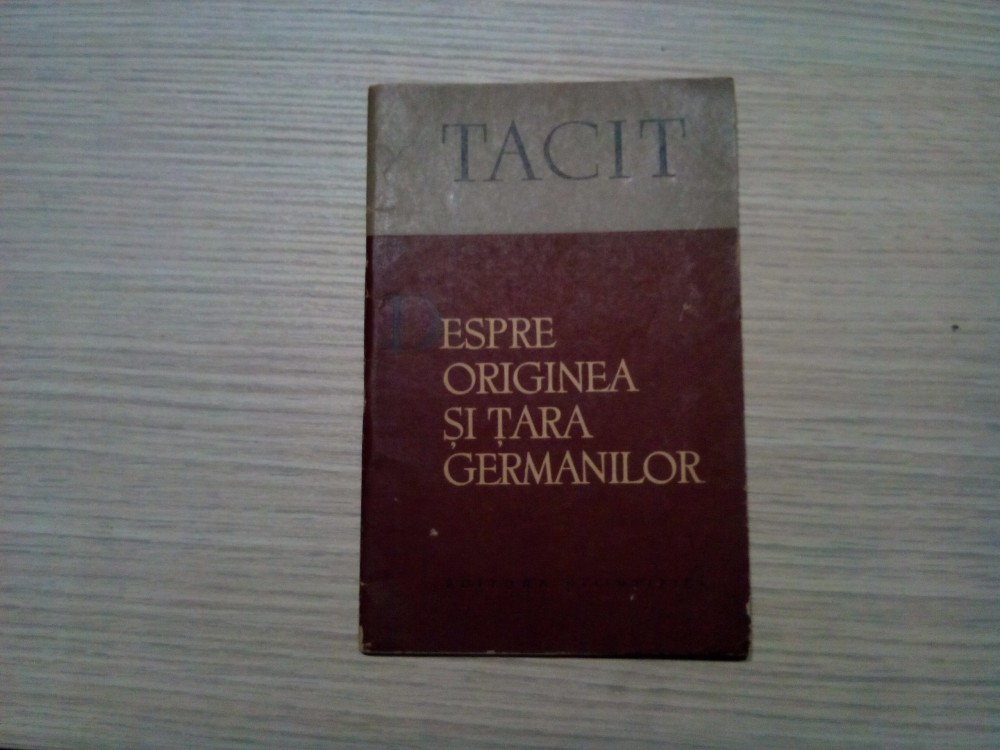 TACIT
DESPRE
ORIGINEA
ȘI ȚARA
GERMANILOR